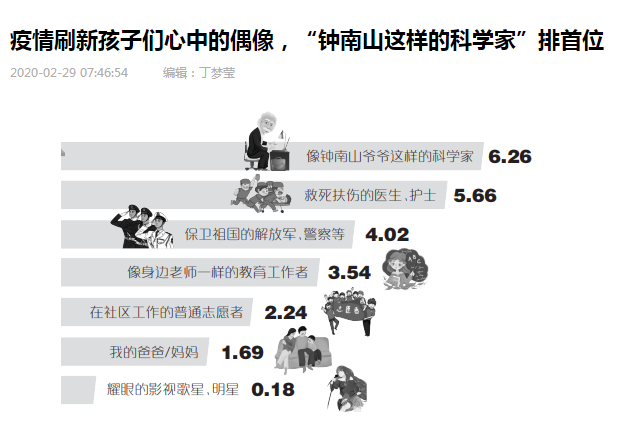 疫情刷新孩子们心中的偶像，“钟南山这样的科学家”排首位
2020-02-29 07:46:54 编辑：丁梦莹
像钟南山爷爷这样的科学家 6.26
救死扶伤的医生,护士 5.66
保卫祖国的解放军,警察等 4.02
像身边老师一样的教育工作者 3.54
在社区工作的普通志愿者 2.24
我的爸爸/妈妈 1.69
耀眼的影视歌星,明星 0.18